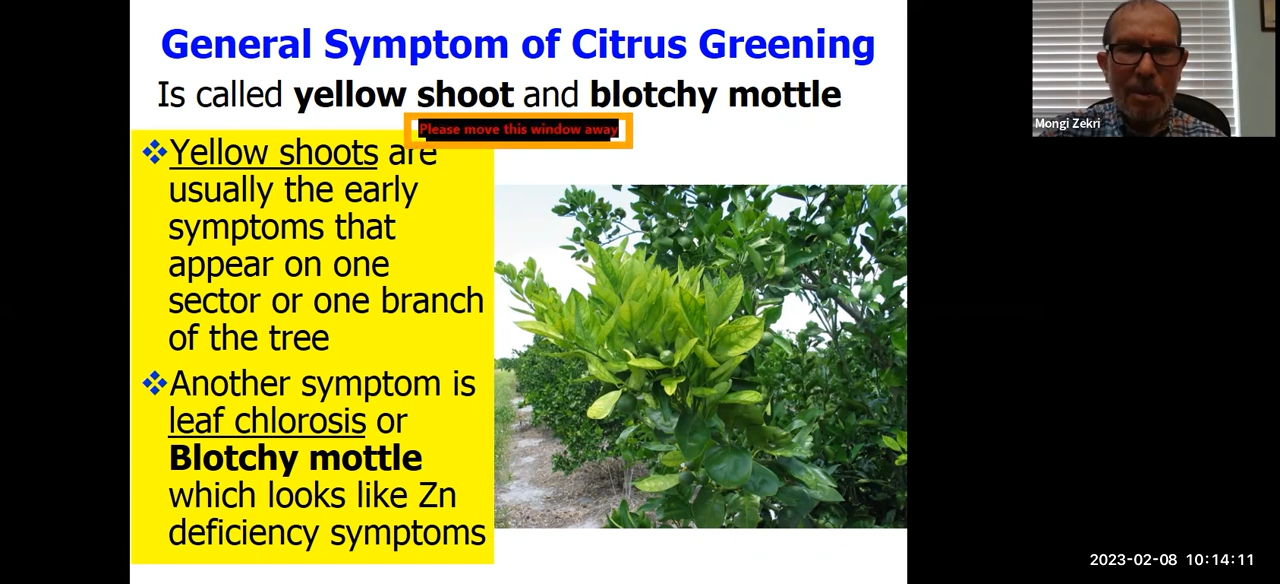 General Symptom of Citrus Greening
Is called yellow shoot and blotchy mottle
Please move this window away
❖Yellow shoots are
usually the early
symptoms that
appear on one
sector or one branch
of the tree
❖Another symptom is
leaf chlorosis or
Blotchy mottle
which looks like Zn
deficiency symptoms
Mongi Zekri
2023-02-08 10:14:11